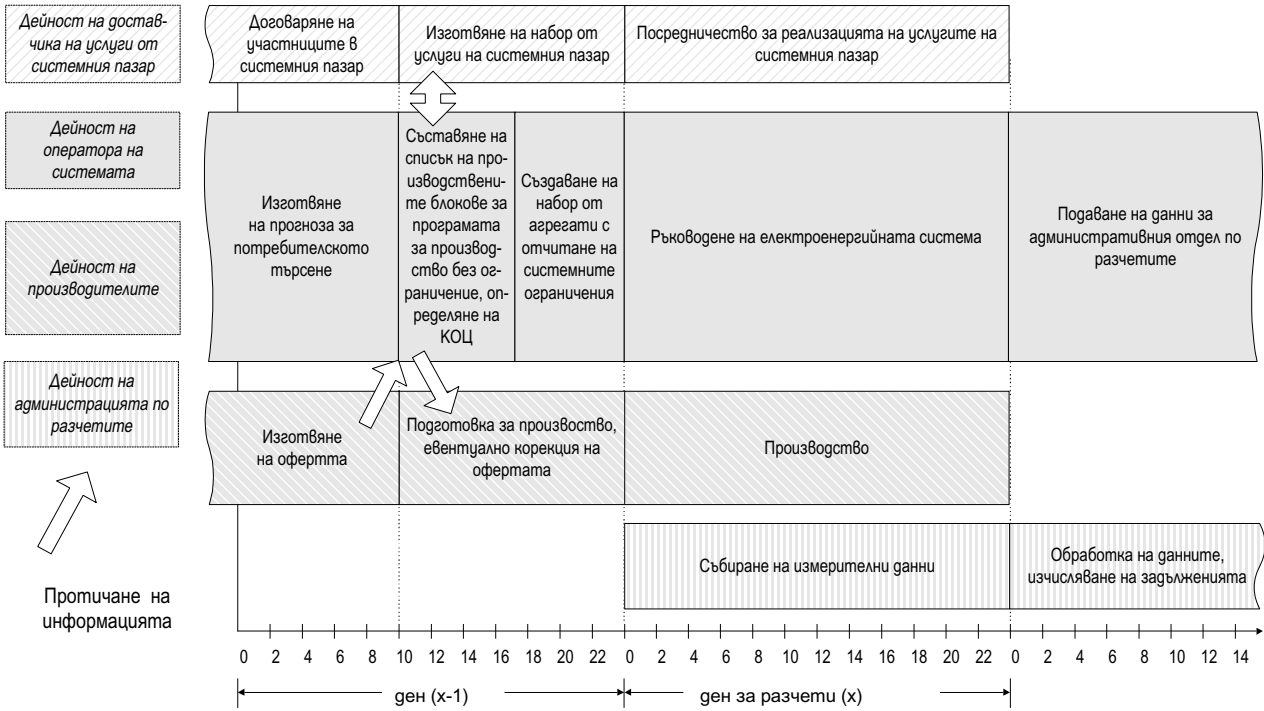 Дейност на достав-
чика на услуги от
системния пазар
Договаряне на
участниците в
системния пазар
Изготвяне на набор от
услуги на системния пазар
Посредничество за реализацията на услугите на
системния пазар
Дейност на
оператора на
системата
Дейност на
производителите
Дейност на
администрацията по
разчетите
Протичане на
информацията
Изготвяне
на прогноза за
потребителското
търсене
Съставяне на
списък на про-
изводствени-
те блокове за
програмата
за производ-
ство без ог-
раничение, оп-
ределяне на
КОЦ
Създаване на
набор от
агрегати с
отчитане на
системните
ограничения
Ръководене на електроенергийната система
Подаване на данни за
административния отдел по
разчетите
Изготвяне
на офертта
Подготовка за произвоство,
евентуално корекция на
офертата
Производство
Събиране на измерителни данни
Обработка на данните,
изчисляване на задълженията
0 2 4 6 8 10 12 14 16 18 20 22 0 2 4 6 8 10 12 14 16 18 20 22 0 2 4 6 8 10 12 14
ден (x-1)
ден за разчети (x)